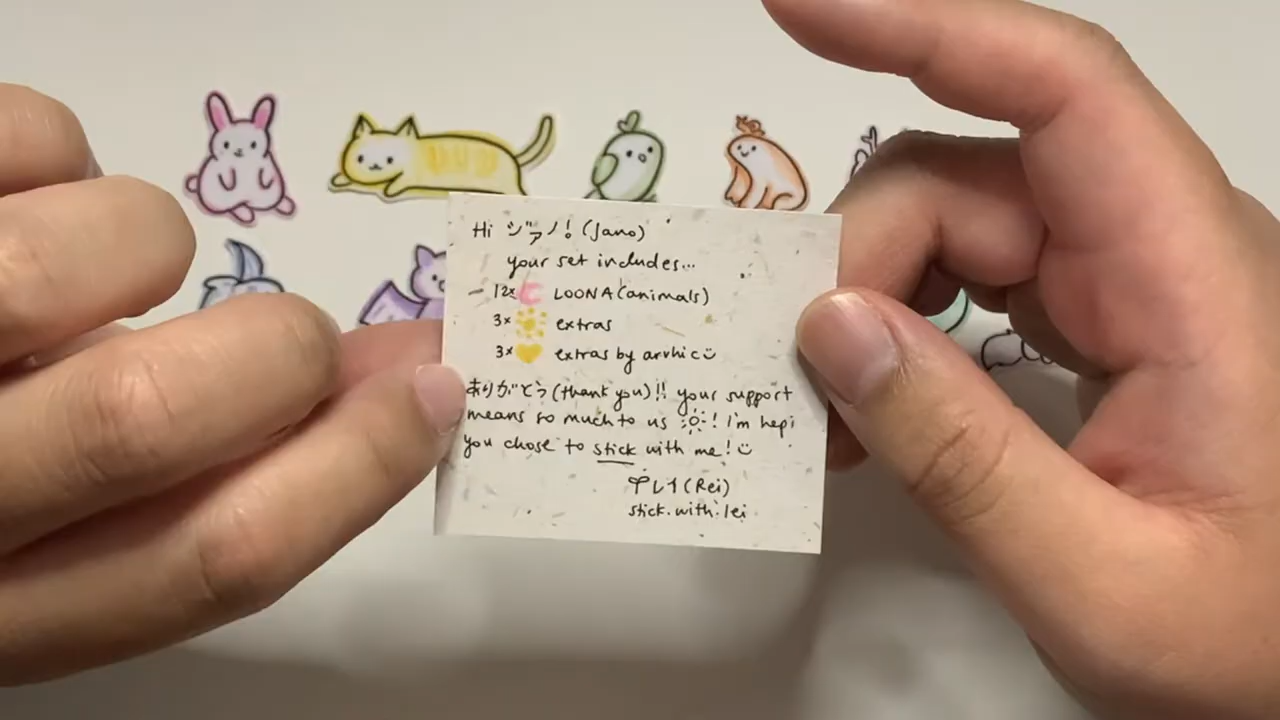 Hi ジァノ! (Jano)
your set includes...
12x LOONA (animals)
3x extras
3x extras by arvhic
ありがとう (thank you)!! your support
means so much to us ! I'm hepi
you chose to stick with me!
レイ (Rei)
stick.with.lei